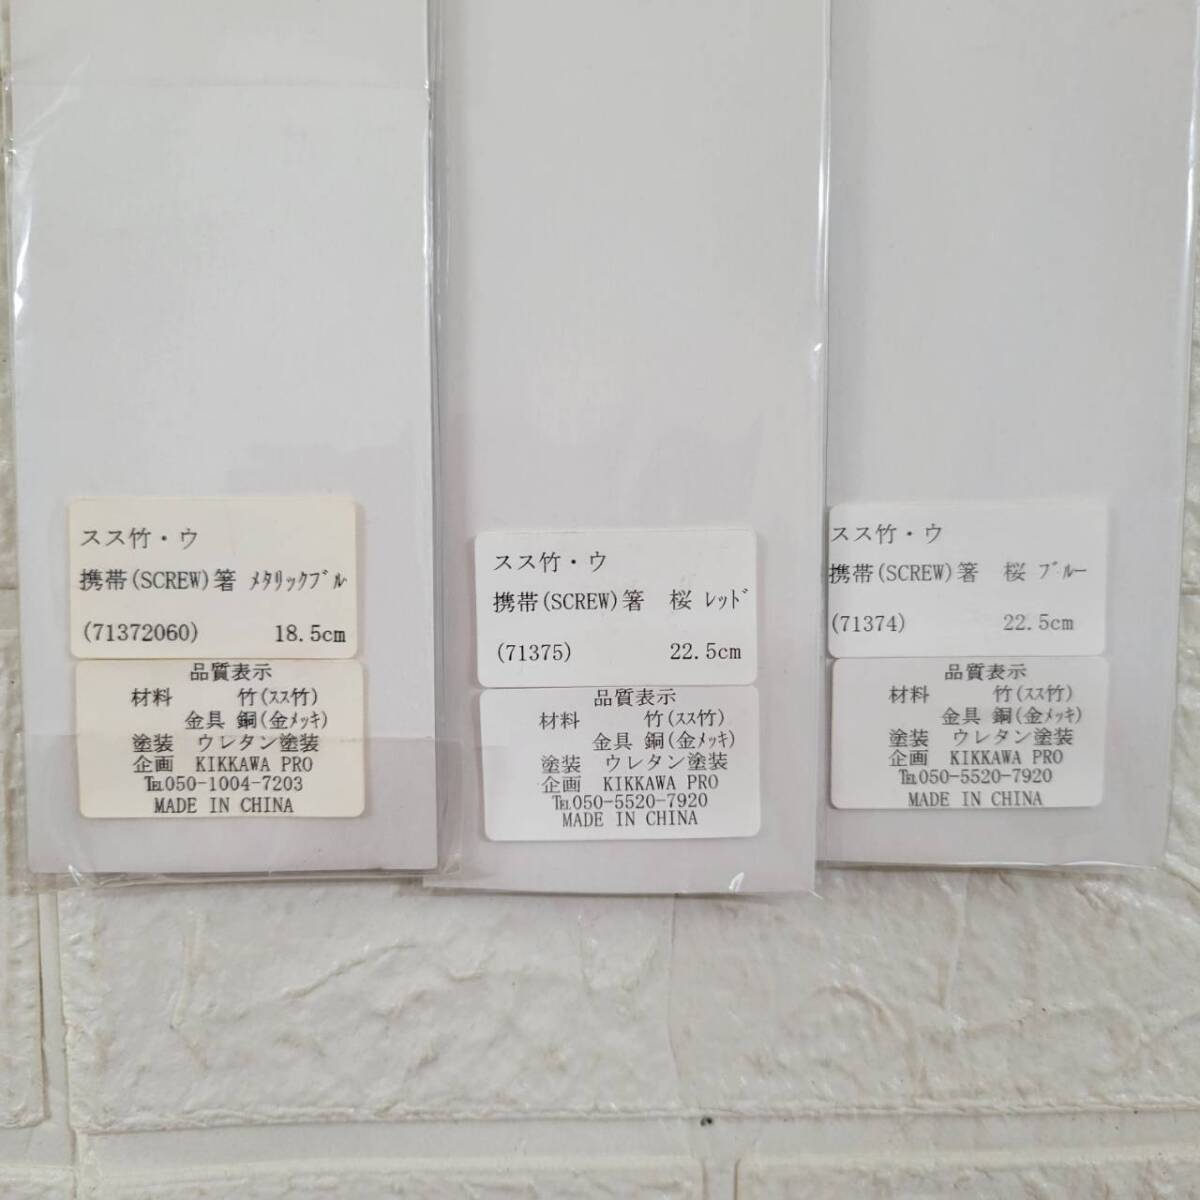 スス竹・ウ
携帯(SCREW)箸 ﾒﾀﾘｯｸﾌﾞﾙ
(71372060) 18.5cm
品質表示
材料 竹(ｽｽ竹)
金具 銅(金ﾒｯｷ)
塗装 ウレタン塗装
企画 KIKKAWA PRO
℡050-1004-7203
MADE IN CHINA
スス竹・ウ
携帯(SCREW)箸 桜 ﾚｯﾄﾞ
(71375) 22.5cm
品質表示
材料 竹(ｽｽ竹)
金具 銅(金ﾒｯｷ)
塗装 ウレタン塗装
企画 KIKKAWA PRO
℡050-5520-7920
MADE IN CHINA
スス竹・ウ
携帯(SCREW)箸 桜 ﾌﾞﾙｰ
(71374) 22.5cm
品質表示
材料 竹(ｽｽ竹)
金具 銅(金ﾒｯｷ)
塗装 ウレタン塗装
企画 KIKKAWA PRO
℡050-5520-7920
MADE IN CHINA